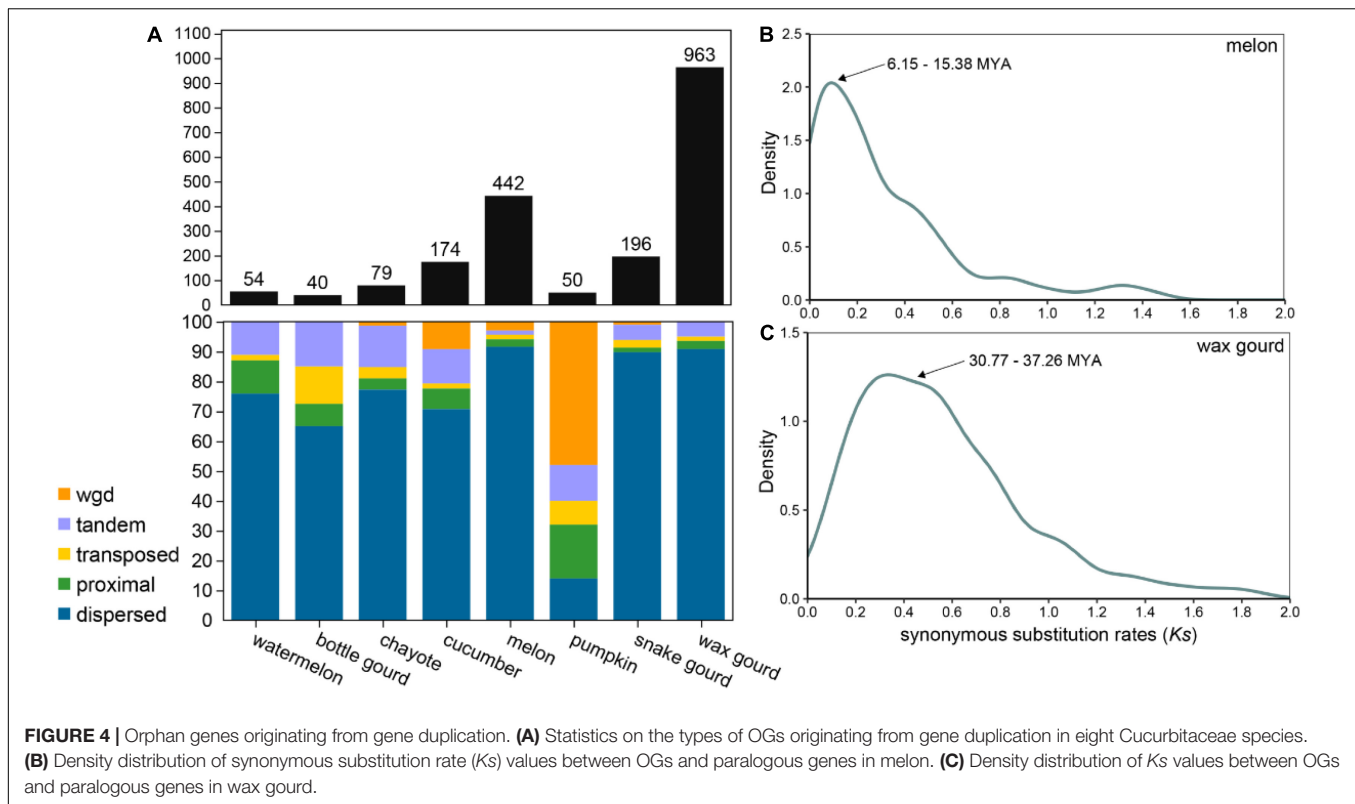 A
1100
1000
900
800
700
600
500
400
300
200
100
0
54
40
79
174
442
50
196
963
100
90
80
70
60
50
40
30
20
10
0
wgd
tandem
transposed
proximal
dispersed
watermelon
bottle gourd
chayote
cucumber
melon
pumpkin
snake gourd
wax gourd
B
melon
6.15 - 15.38 MYA
Density
2.5
2.0
1.5
1.0
0.5
0.0
0.0 0.2 0.4 0.6 0.8 1.0 1.2 1.4 1.6 1.8 2.0
C
wax gourd
30.77 - 37.26 MYA
Density
1.5
1.0
0.5
0.0
0.0 0.2 0.4 0.6 0.8 1.0 1.2 1.4 1.6 1.8 2.0
synonymous substitution rates (Ks)
FIGURE 4 | Orphan genes originating from gene duplication. (A) Statistics on the types of OGs originating from gene duplication in eight Cucurbitaceae species.
(B) Density distribution of synonymous substitution rate (Ks) values between OGs and paralogous genes in melon. (C) Density distribution of Ks values between OGs
and paralogous genes in wax gourd.